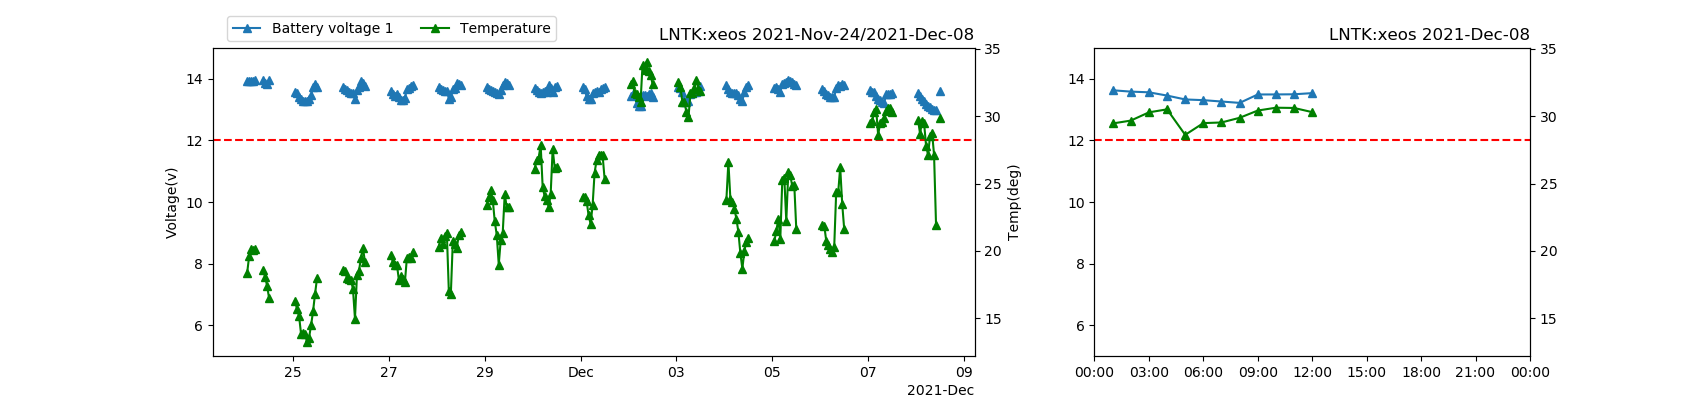 Battery voltage 1 Temperature
LNTK:xeos 2021-Nov-24/2021-Dec-08
LNTK:xeos 2021-Dec-08
Voltage(v)
14
12
10
8
6
35
30
25
20
15
Temp(deg)
25 27 29 Dec 03 05 07 09
2021-Dec
14
12
10
8
6
35
30
25
20
15
00:00 03:00 06:00 09:00 12:00 15:00 18:00 21:00 00:00